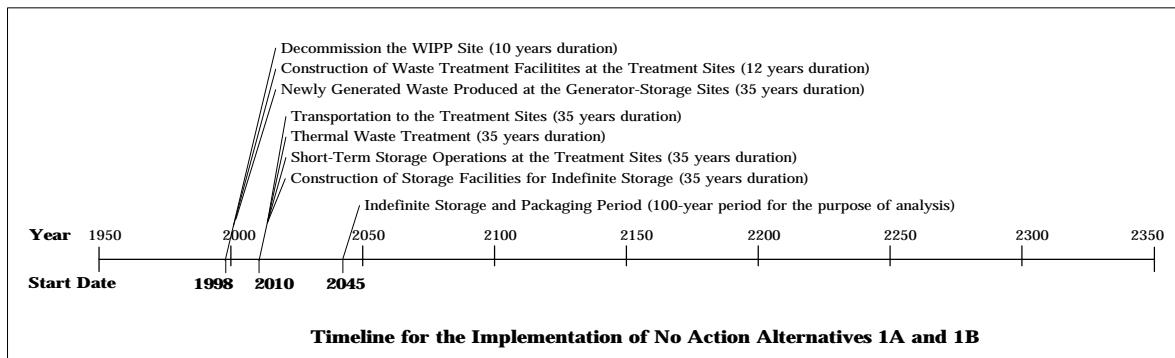 Decommission the WIPP Site (10 years duration)
Construction of Waste Treatment Facilitites at the Treatment Sites (12 years duration)
Newly Generated Waste Produced at the Generator-Storage Sites (35 years duration)
Transportation to the Treatment Sites (35 years duration)
Thermal Waste Treatment (35 years duration)
Short-Term Storage Operations at the Treatment Sites (35 years duration)
Construction of Storage Facilities for Indefinite Storage (35 years duration)
Indefinite Storage and Packaging Period (100-year period for the purpose of analysis)
Year 1950 2000 2050 2100 2150 2200 2250 2300 2350
Start Date 1998 2010 2045
Timeline for the Implementation of No Action Alternatives 1A and 1B